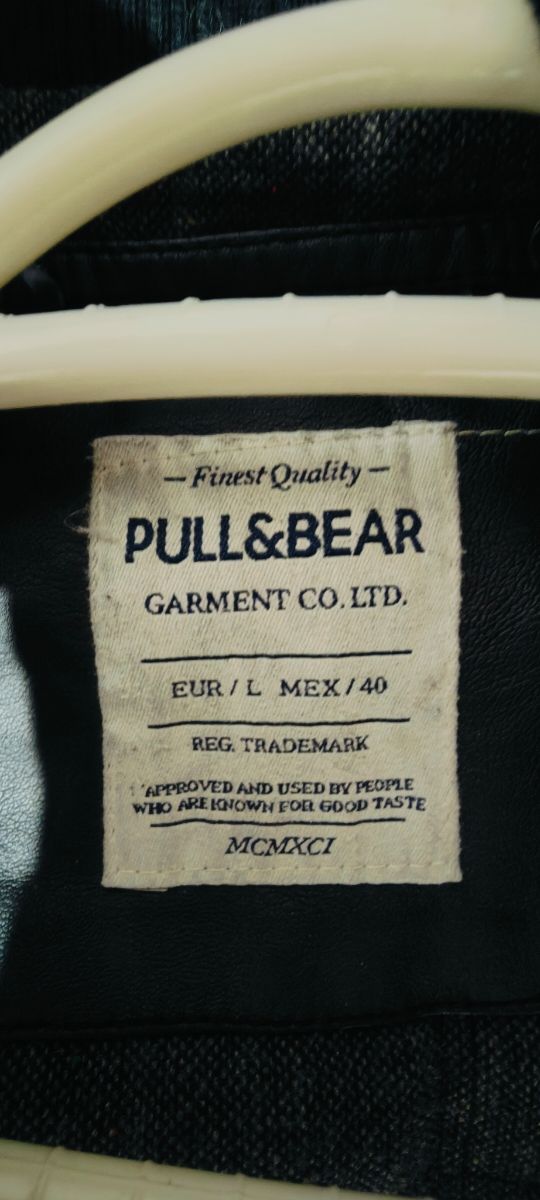 — Finest Quality —
PULL&BEAR
GARMENT CO. LTD.
EUR / L MEX / 40
REG. TRADEMARK
APPROVED AND USED BY PEOPLE
WHO ARE KNOWN FOR GOOD TASTE
MCMXCI